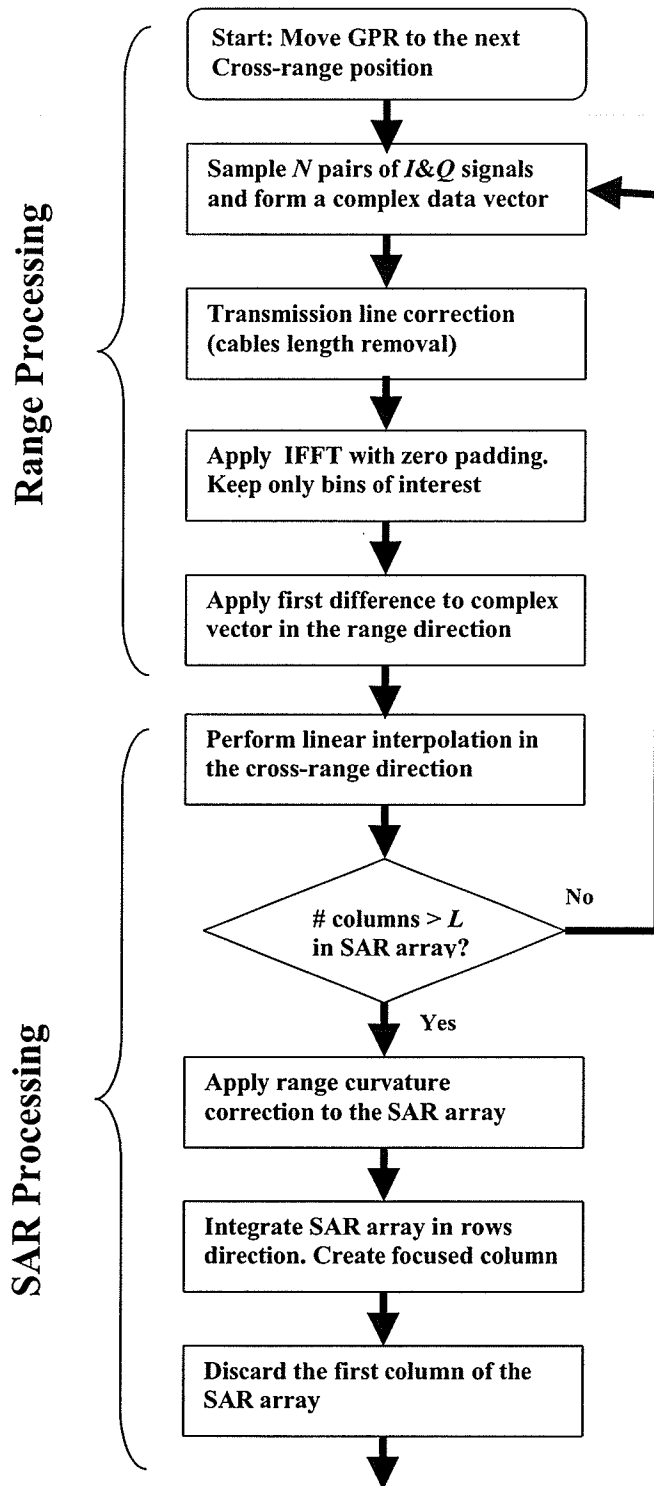 Start: Move GPR to the next
Cross-range position
Sample N pairs of I&Q signals
and form a complex data vector
Transmission line correction
(cables length removal)
Apply IFFT with zero padding.
Keep only bins of interest
Apply first difference to complex
vector in the range direction
Range Processing
Perform linear interpolation in
the cross-range direction
# columns > L
in SAR array?
No
Yes
Apply range curvature
correction to the SAR array
Integrate SAR array in rows
direction. Create focused column
Discard the first column of the
SAR array
SAR Processing